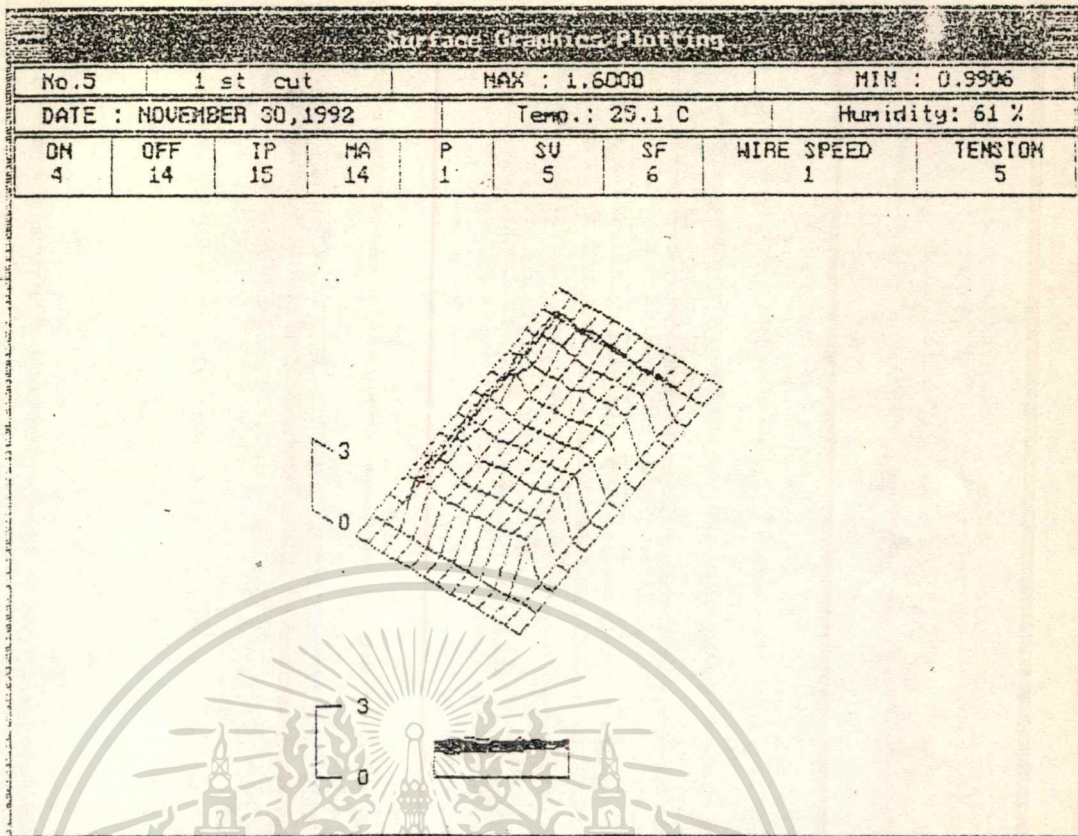 Surface Graphics Plotting
No.5 1 st cut MAX : 1.6000 MIN : 0.9906
DATE : NOVEMBER 30,1992 Temp.: 25.1 C Humidity: 61 %
ON OFF IP MA P SV SF WIRE SPEED TENSION
4 14 15 14 1 5 6 1 5
3
0
3
0